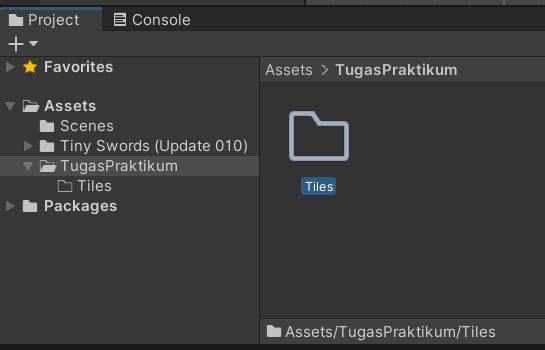 Project
Console
Favorites
Assets
Scenes
Tiny Swords (Update 010)
TugasPraktikum
Tiles
Packages
Assets > TugasPraktikum
Tiles
Assets/TugasPraktikum/Tiles